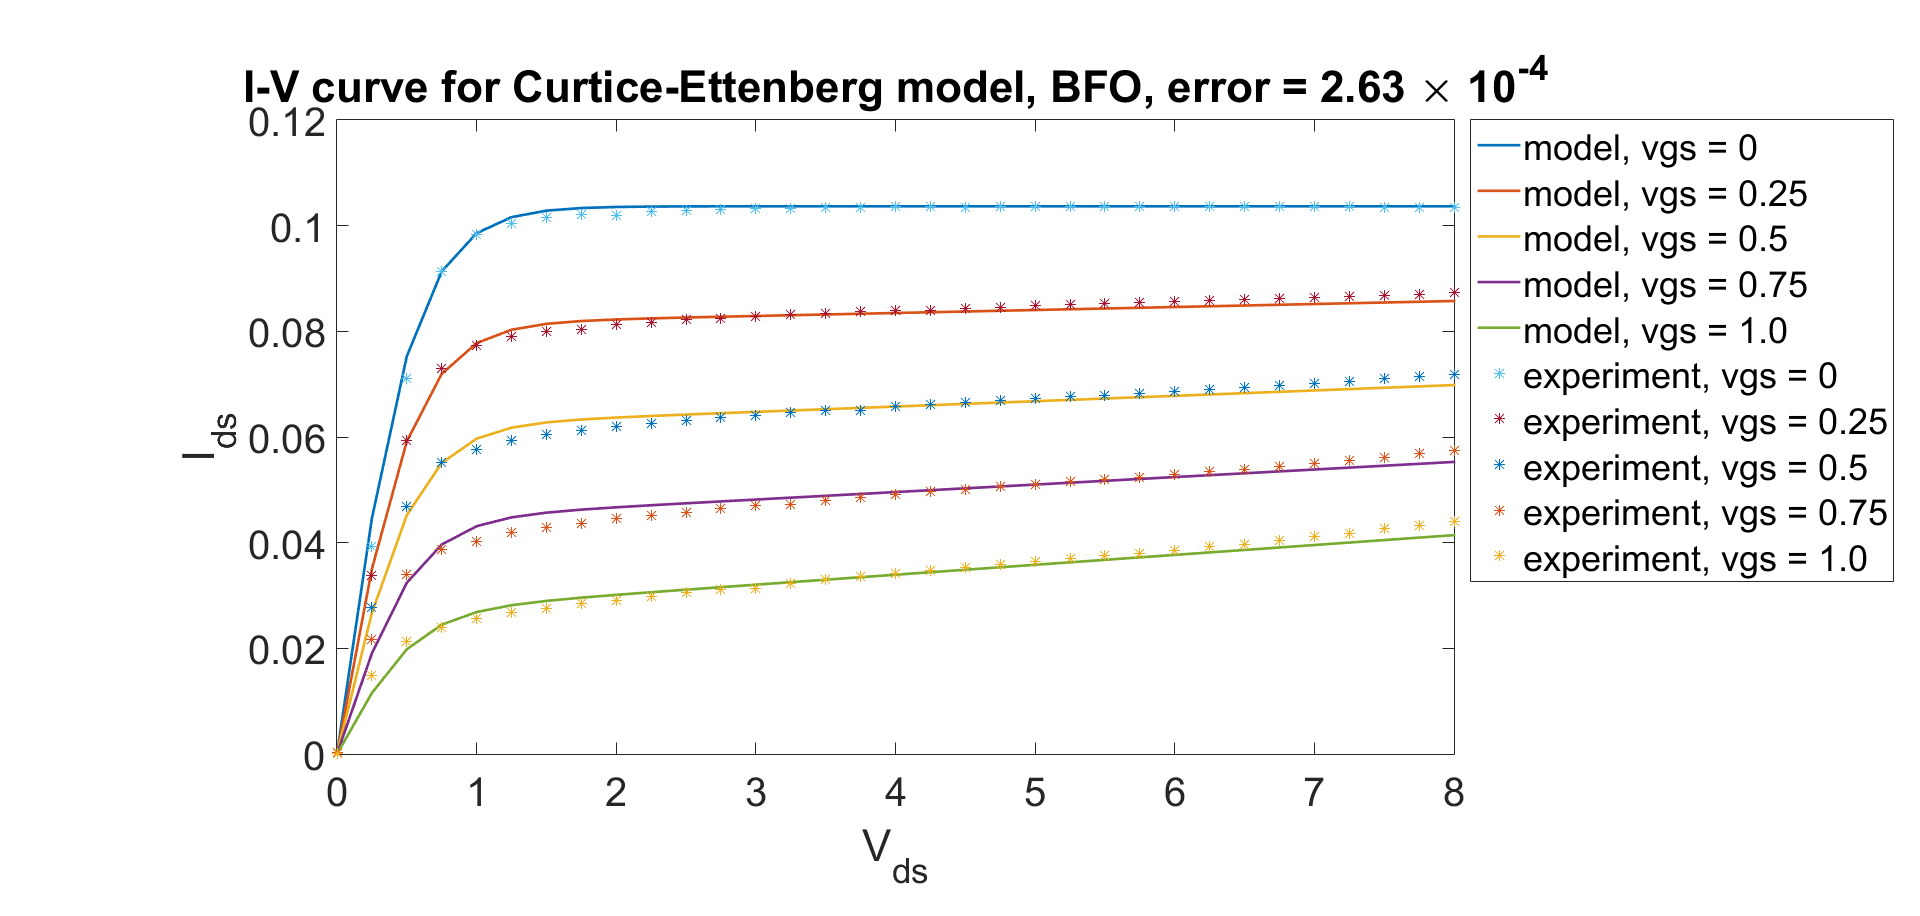 I-V curve for Curtice-Ettenberg model, BFO, error = 2.63 × 10⁻⁴
0.12
0.1
0.08
0.06
0.04
0.02
0
I_ds
0 1 2 3 4 5 6 7 8
V_ds
model, vgs = 0
model, vgs = 0.25
model, vgs = 0.5
model, vgs = 0.75
model, vgs = 1.0
experiment, vgs = 0
experiment, vgs = 0.25
experiment, vgs = 0.5
experiment, vgs = 0.75
experiment, vgs = 1.0